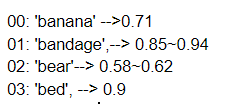 00: 'banana' -->0.71
01: 'bandage',--> 0.85~0.94
02: 'bear'--> 0.58~0.62
03: 'bed', --> 0.9